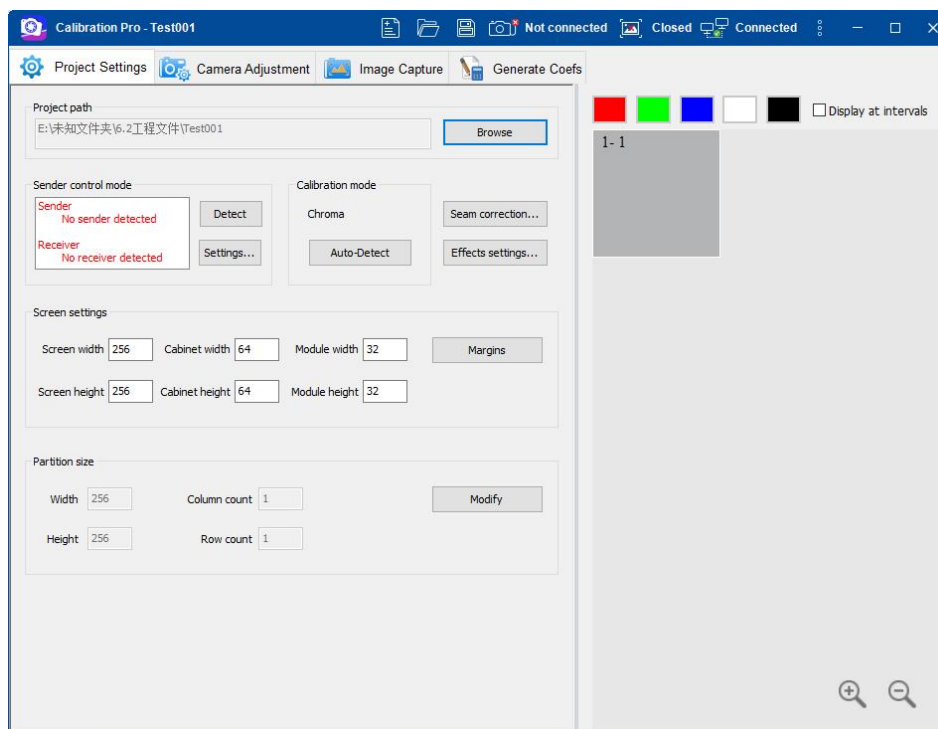 Calibration Pro - Test001
Not connected
Closed
Connected
Project Settings
Camera Adjustment
Image Capture
Generate Coefs
Project path
E:\未知文件夹\6.2工程文件\Test001
Browse
Display at intervals
1- 1
Sender control mode
Sender
No sender detected
Receiver
No receiver detected
Detect
Settings...
Calibration mode
Chroma
Auto-Detect
Seam correction...
Effects settings...
Screen settings
Screen width 256 Cabinet width 64 Module width 32 Margins
Screen height 256 Cabinet height 64 Module height 32
Partition size
Width 256 Column count 1 Modify
Height 256 Row count 1